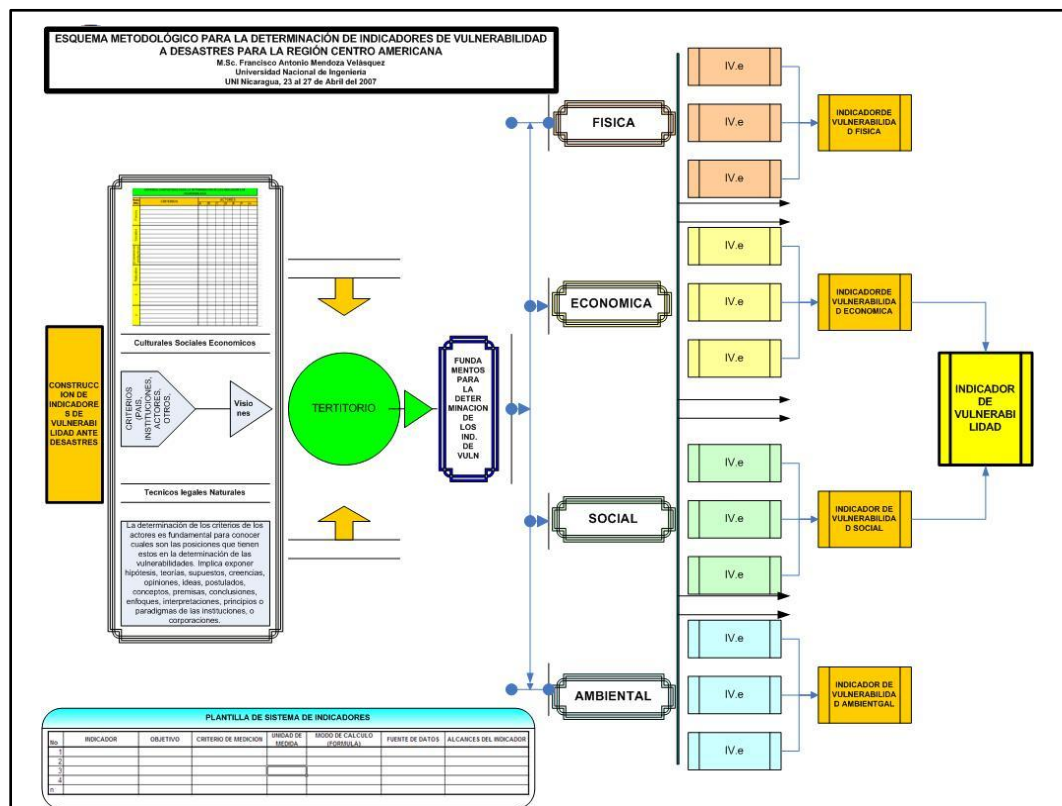 ESQUEMA METODOLÓGICO PARA LA DETERMINACIÓN DE INDICADORES DE VULNERABILIDAD
A DESASTRES PARA LA REGIÓN CENTRO AMERICANA
M.Sc. Francisco Antonio Mendoza Velásquez
Universidad Nacional de Ingeniería
UNI Nicaragua, 23 al 27 de Abril del 2007
CONSTRUCC
ION DE
INDICADORE
S DE
VULNERABI
LIDAD ANTE
DESASTRES
CRITERIOS
ACTORES
Culturales Sociales Economicos
CRITERIOS
(PAIS,
INSTITUCIONES,
ACTORES,
OTROS,
Visio
nes
Tecnicos legales Naturales
La determinación de los criterios de los
actores es fundamental para conocer
cuales son las posiciones que tienen
estos en la determinación de las
vulnerabilidades. Implica exponer
hipótesis, teorías, supuestos, creencias,
opiniones, ideas, postulados,
conceptos, premisas, conclusiones,
enfoques, interpretaciones, principios o
paradigmas de las instituciones, o
corporaciones.
TERTITORIO
FUNDA
MENTOS
PARA
LA
DETER
MINACION
DE
LOS IND.
DE
VULN
FISICA
IV.e
IV.e
IV.e
INDICADORDE
VULNERABILIDA
D FISICA
ECONOMICA
IV.e
IV.e
IV.e
INDICADORDE
VULNERABILIDA
D ECONOMICA
SOCIAL
IV.e
IV.e
IV.e
INDICADOR DE
VULNERABILIDA
D SOCIAL
AMBIENTAL
IV.e
IV.e
IV.e
INDICADOR DE
VULNERABILIDA
D AMBIENTGAL
INDICADOR
DE
VULNERABI
LIDAD
PLANTILLA DE SISTEMA DE INDICADORES
No INDICADOR OBJETIVO CRITERIO DE MEDICION UNIDAD DE MEDIDA MODO DE CALCULO (FORMULA) FUENTE DE DATOS ALCANCES DEL INDICADOR
1
2
3
4
n